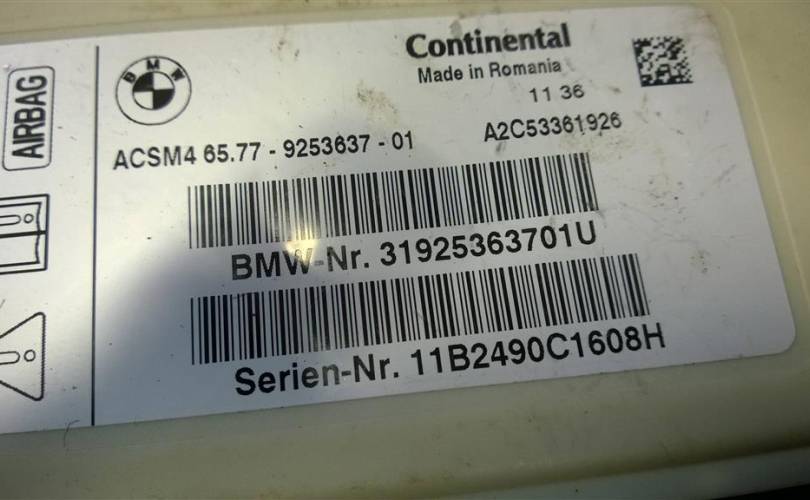 AIRBAG
BMW
Continental
Made in Romania
11 36
ACSM4 65.77 - 9253637 - 01
A2C53361926
BMW-Nr. 31925363701U
Serien-Nr. 11B2490C1608H